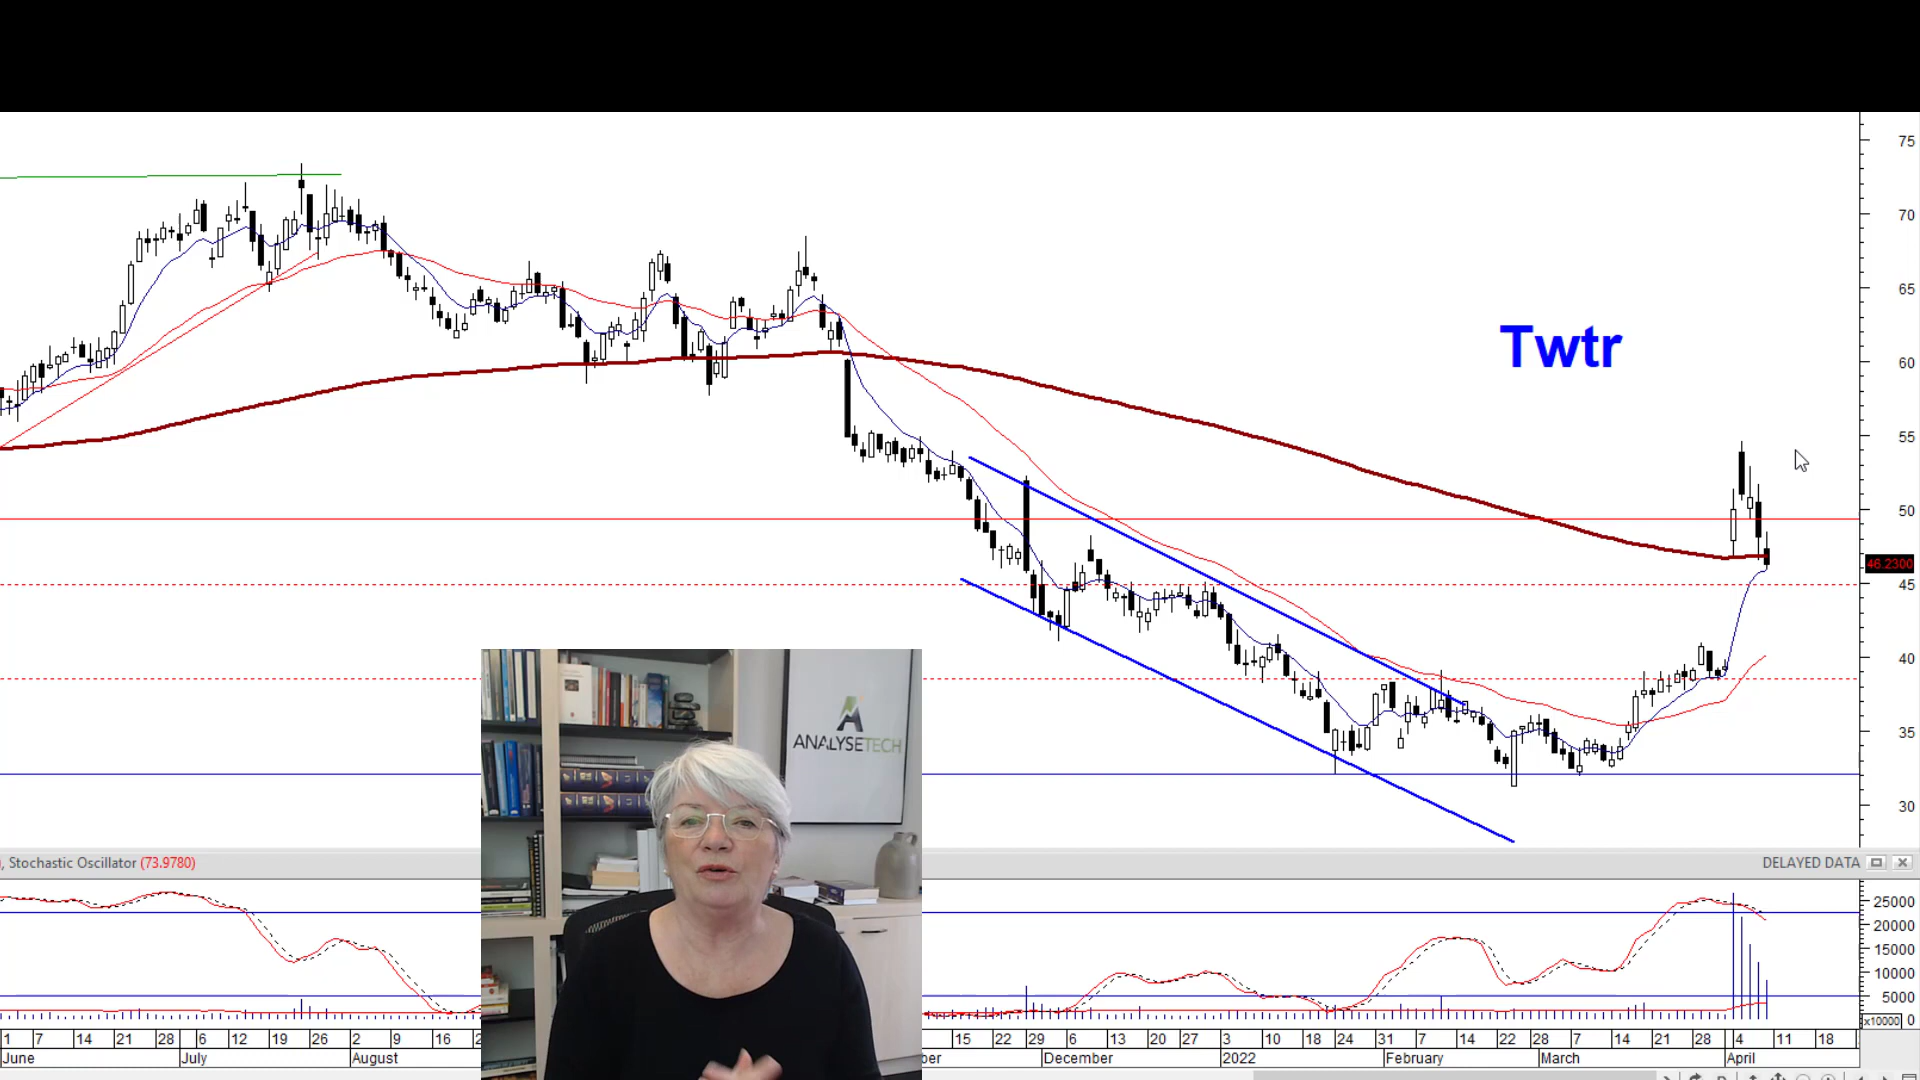 75
70
65
60
55
50
46.2300
45
40
35
30
Twtr
ANALYSETECH
, Stochastic Oscillator (73.9780)
DELAYED DATA
25000
20000
15000
10000
5000
0
x10000
1 7 14 21 28 6 12 19 26 2 9 16 2 15 22 29 6 13 20 27 3 10 18 24 31 7 14 22 28 7 14 21 28 4 11 18
June July August ber December 2022 February March April